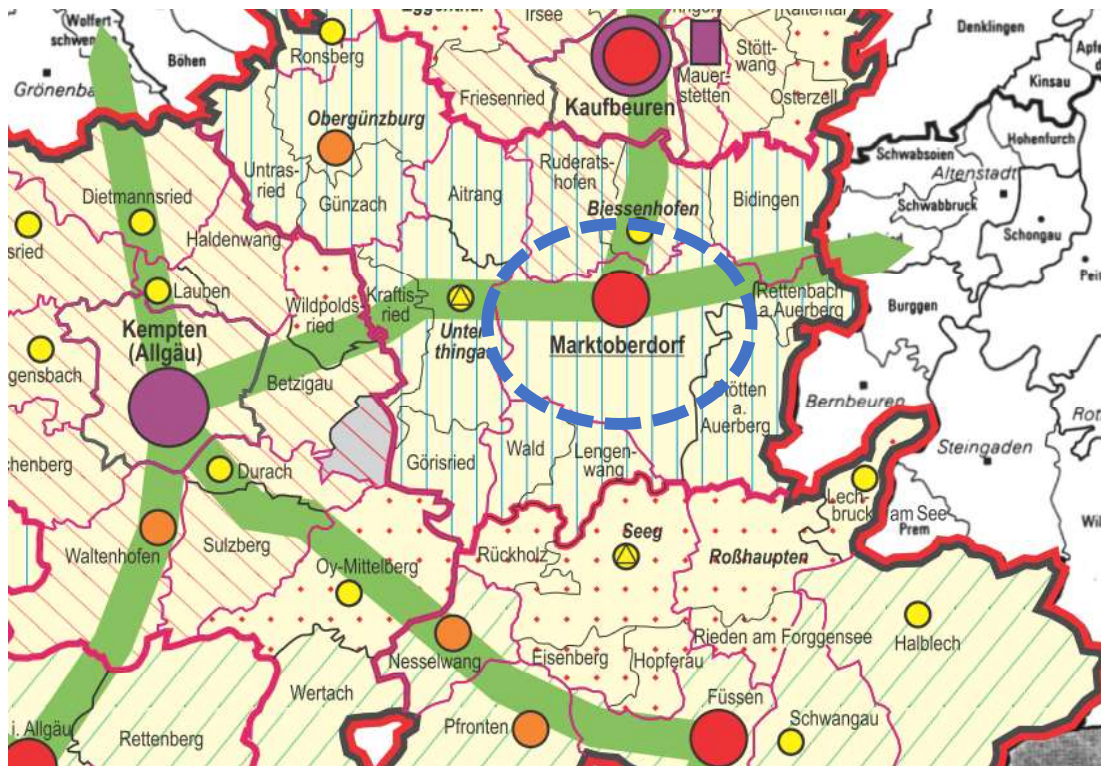 Wolfert-
schwen
Böhen
Grönenba
Ronsberg
Irsee
Friesenried
Kaufbeuren
Mauer-
stetten
Stött-
wang
Osterzell
Denklingen
Kinsau
Hohenfurch
Schwabsoien
Altenstadt
Schwabbruck
Schongau
Pei
Burggen
Bernbeuren
Steingaden
Prem
Obergünzburg
Untras-
ried
Günzach
Aitrang
Ruderats-
hofen
Biessenhofen
Bidingen
Dietmannsried
sried
Haldenwang
Lauben
Wildpolds-
ried
Kraftis-
ried
Unter
thinga
Marktoberdorf
Rettenbach
a.Auerberg
Stötten
a.
Auerberg
Kempten
(Allgäu)
gensbach
Betzigau
Görisried
Wald
Lengen-
wang
chenberg
Durach
Waltenhofen
Sulzberg
Oy-Mittelberg
Rückholz
Seeg
Roßhaupten
Lech-
bruck am See
Nesselwang
Eisenberg
Hopferau
Rieden am Forggensee
Halblech
Wertach
Pfronten
Füssen
Schwangau
i. Allgäu
Rettenberg